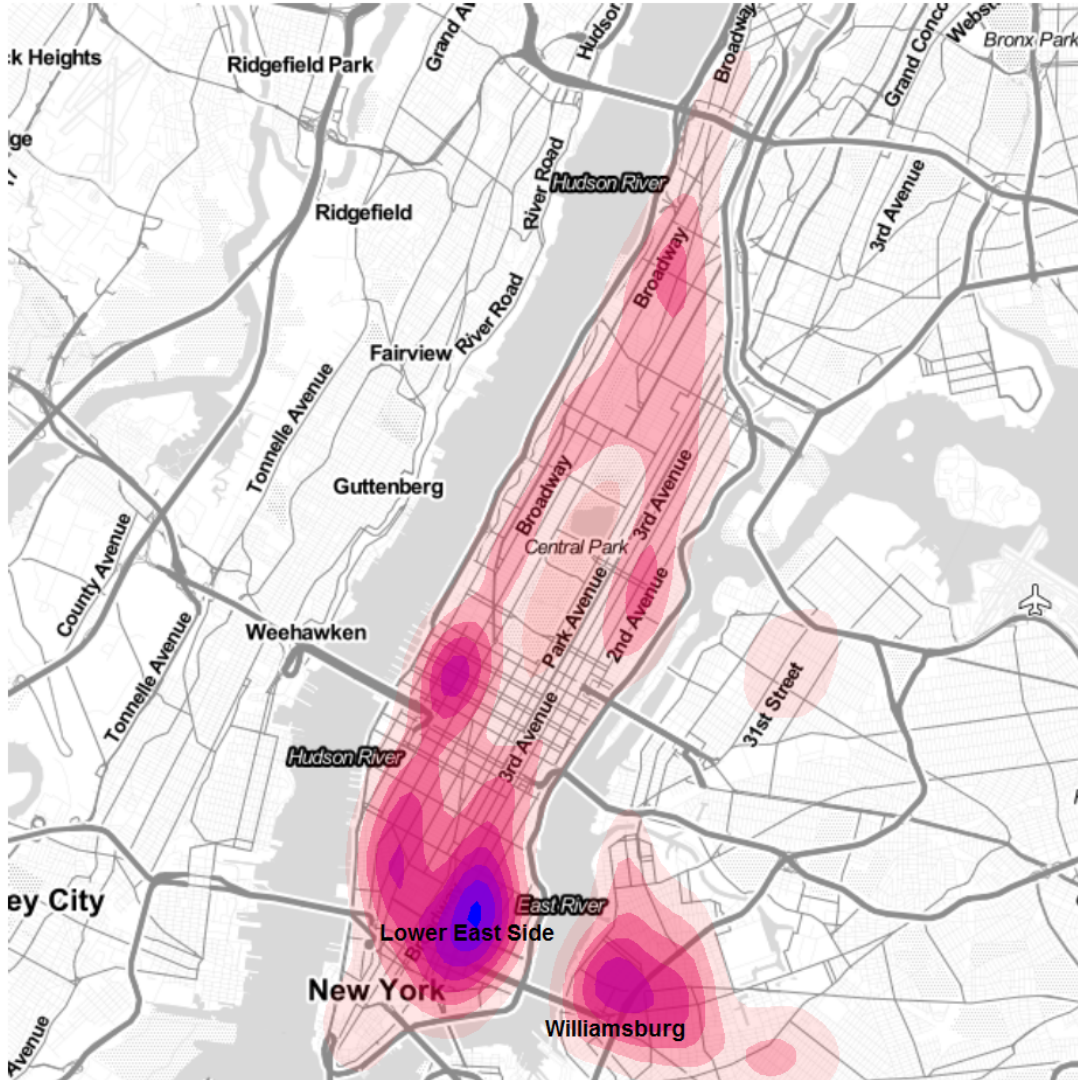 Broadway
Grand Av
Hudson
Grand Conco
Webst
Bronx Park
ck Heights
Ridgefield Park
dge
River Road
Hudson River
3rd Avenue
Ridgefield
Broadway
River Road
Fairview
Tonnelle Avenue
Broadway
3rd Avenue
Guttenberg
County Avenue
Central Park
Park Avenue
2nd Avenue
Weehawken
Tonnelle Avenue
31st Street
3rd Avenue
Hudson River
ey City
East River
Lower East Side
New York
Williamsburg
Avenue